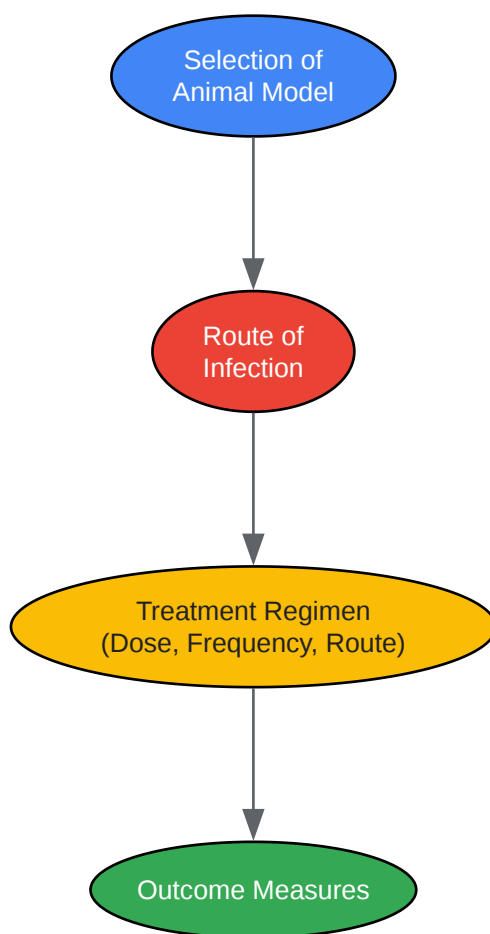 Selection of
Animal Model
Route of
Infection
Treatment Regimen
(Dose, Frequency, Route)
Outcome Measures